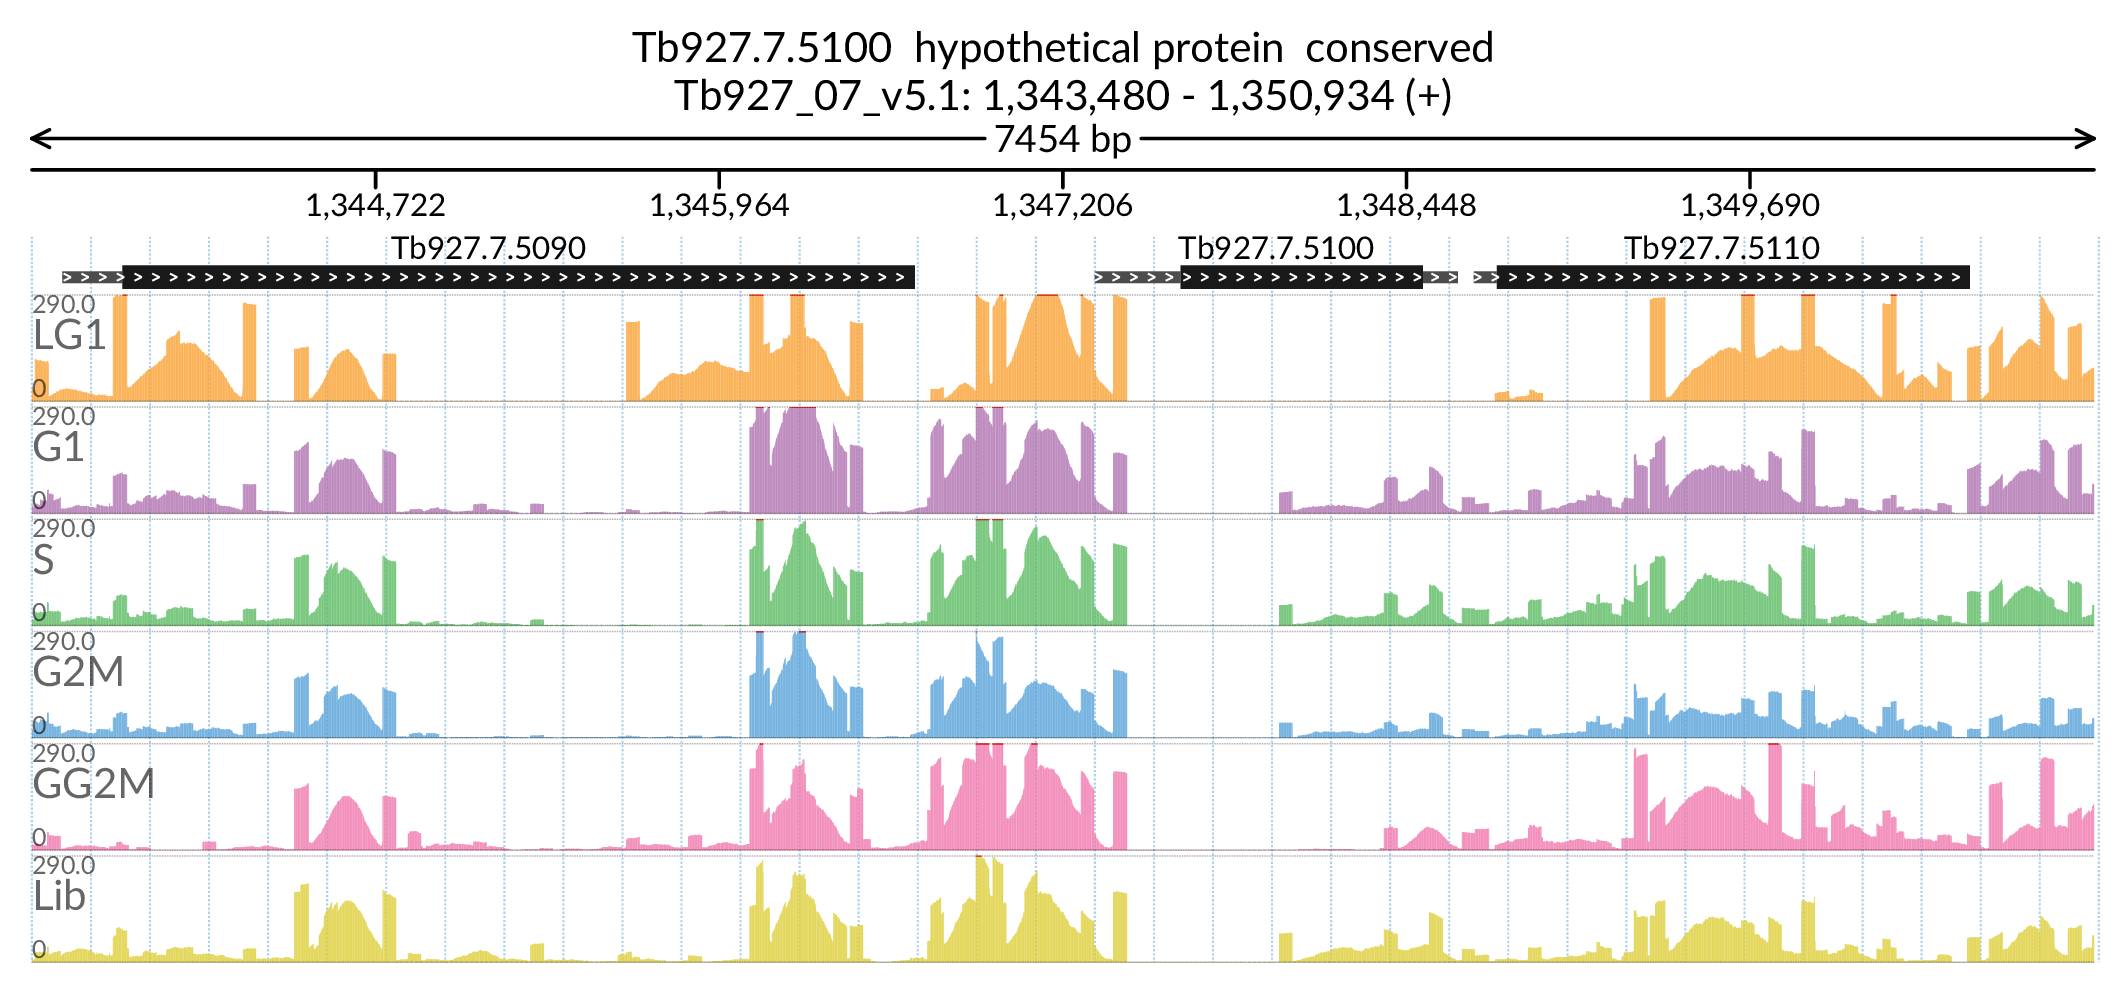 Tb927.7.5100 hypothetical protein conserved
Tb927_07_v5.1: 1,343,480 - 1,350,934 (+)
7454 bp
1,344,722 1,345,964 1,347,206 1,348,448 1,349,690
Tb927.7.5090 Tb927.7.5100 Tb927.7.5110
290.0
LG1
0
290.0
G1
0
290.0
S
0
290.0
G2M
0
290.0
GG2M
0
290.0
Lib
0